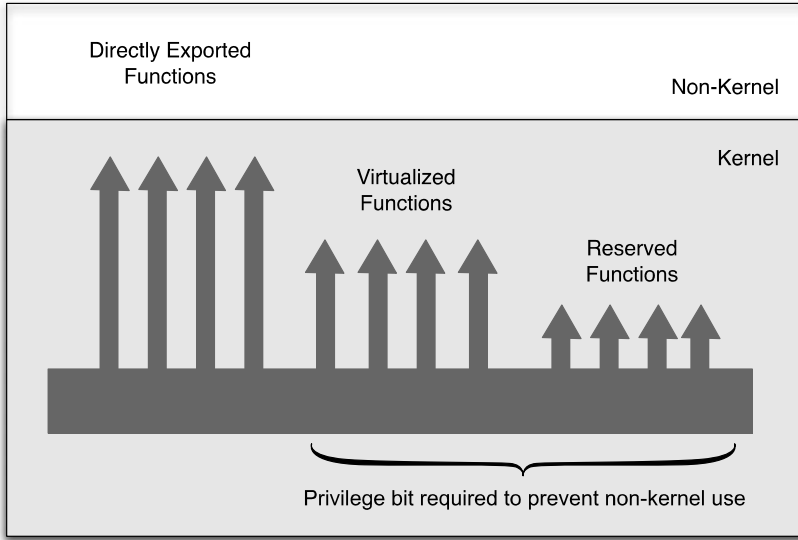 Directly Exported
Functions
Non-Kernel
Kernel
Virtualized
Functions
Reserved
Functions
Privilege bit required to prevent non-kernel use